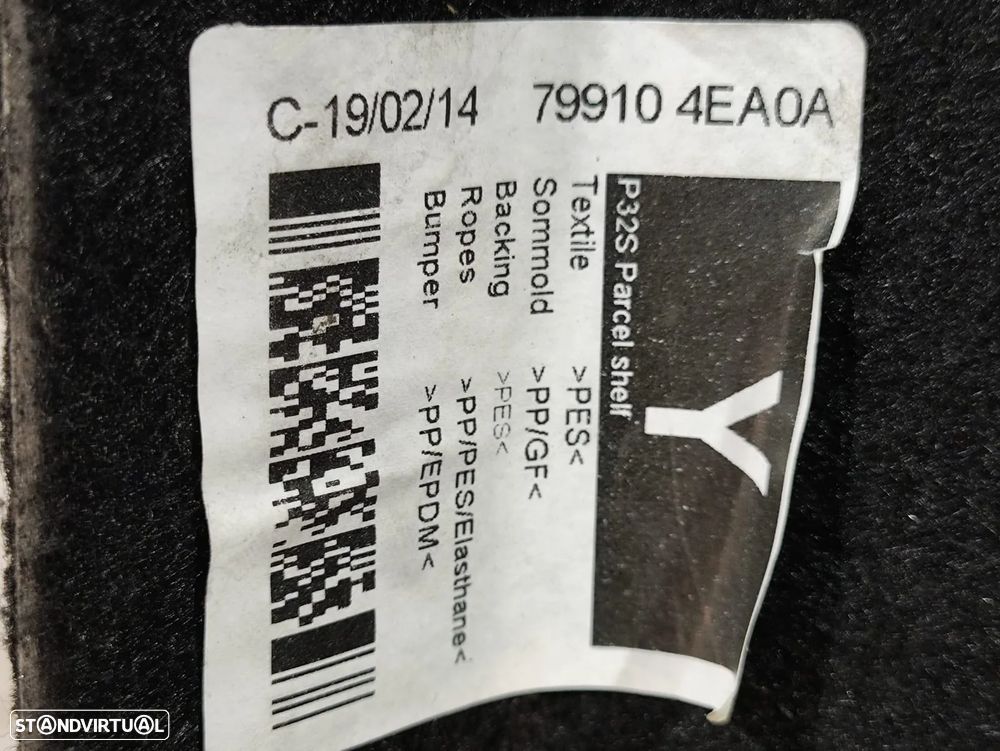 C-19/02/14 79910 4EA0A
P32S Parcel shelf
Y
Textile >PES<
Sommold >PP/GF<
Backing >PES<
Ropes >PP/PES/Elasthane<
Bumper >PP/EPDM<
STANDVIRTUAL